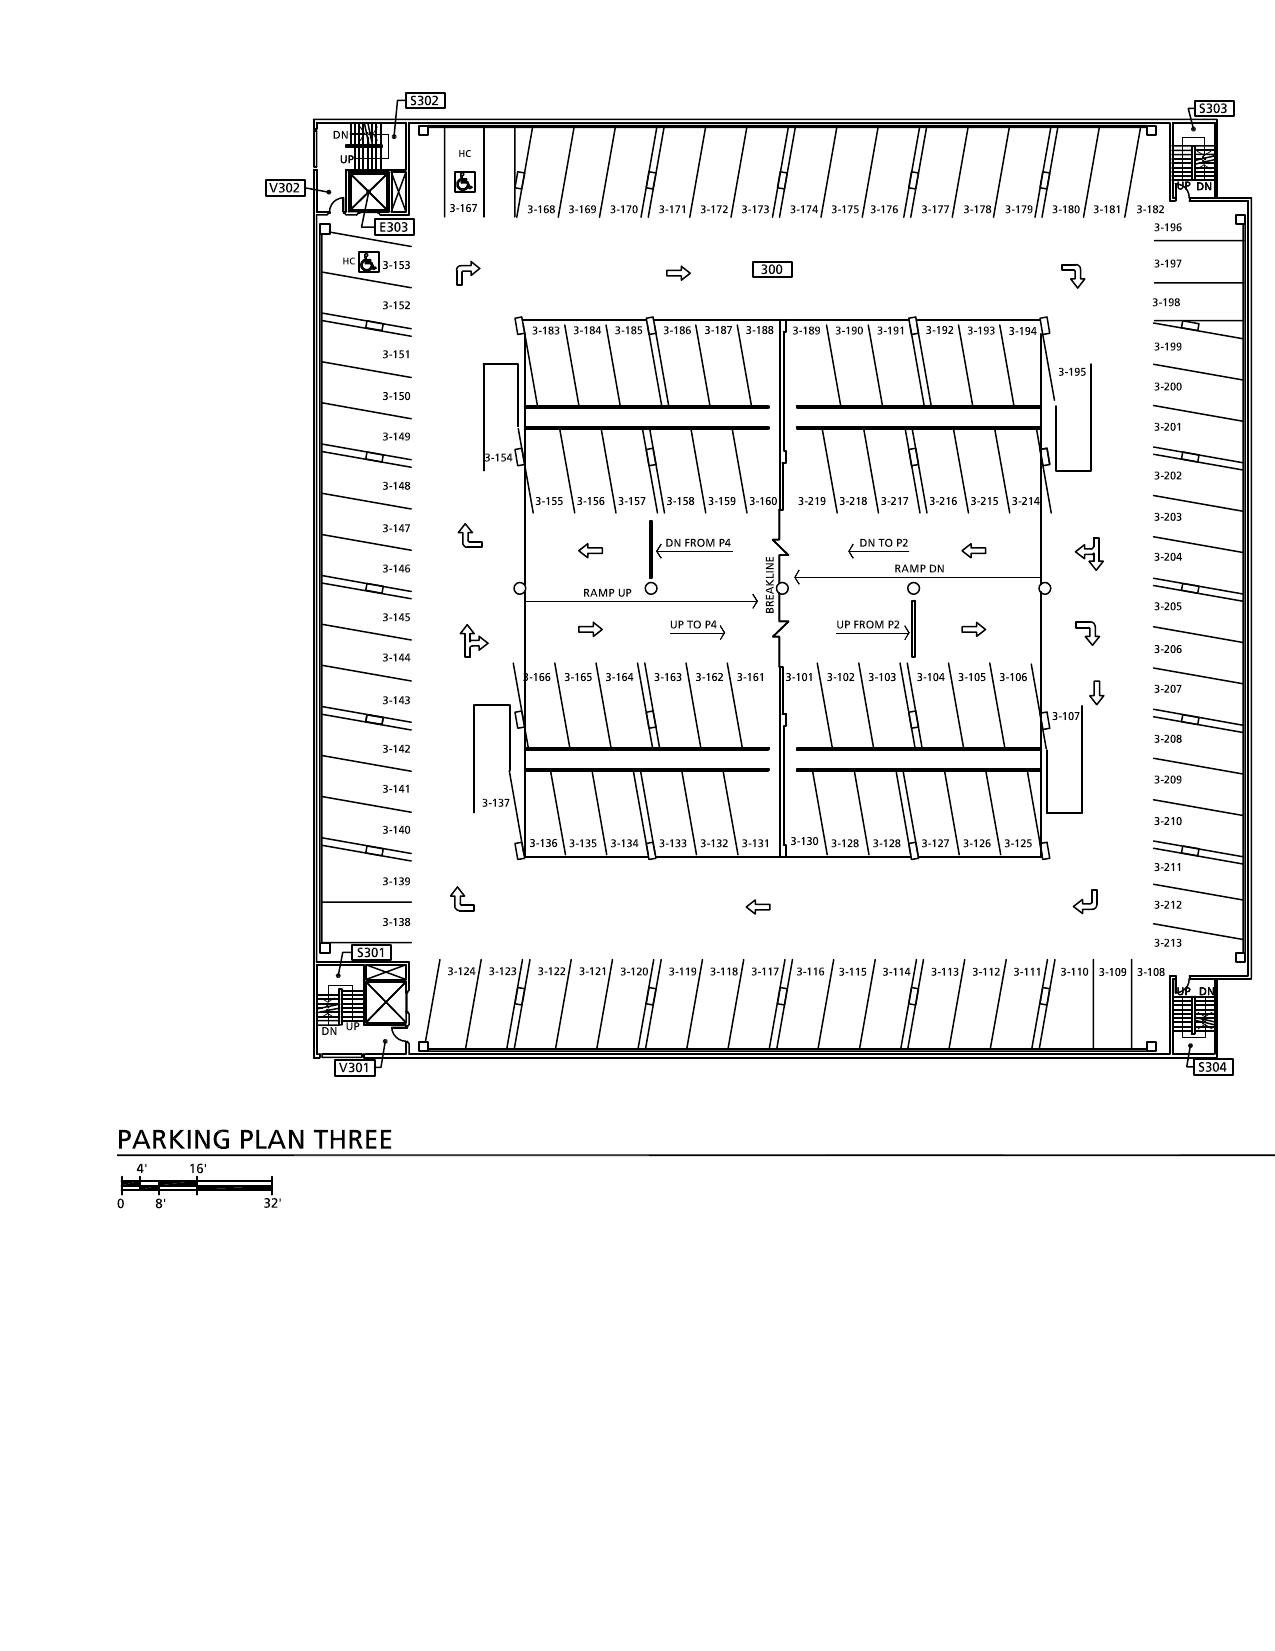 S302
S303
DN
UP
HC
V302
UP DN
3-167
3-168 3-169 3-170 3-171 3-172 3-173 3-174 3-175 3-176 3-177 3-178 3-179 3-180 3-181 3-182
E303
3-196
HC
3-153
3-197
300
3-152
3-198
3-183 3-184 3-185 3-186 3-187 3-188 3-189 3-190 3-191 3-192 3-193 3-194
3-151
3-199
3-195
3-150
3-200
3-149
3-201
3-154
3-148
3-202
3-155 3-156 3-157 3-158 3-159 3-160 3-219 3-218 3-217 3-216 3-215 3-214
3-147
3-203
DN FROM P4
DN TO P2
3-146
3-204
RAMP DN
BREAKLINE
RAMP UP
3-145
3-205
UP TO P4
UP FROM P2
3-144
3-206
3-166 3-165 3-164 3-163 3-162 3-161 3-101 3-102 3-103 3-104 3-105 3-106
3-143
3-207
3-107
3-142
3-208
3-141
3-209
3-137
3-140
3-210
3-136 3-135 3-134 3-133 3-132 3-131 3-130 3-128 3-128 3-127 3-126 3-125
3-139
3-211
3-212
3-138
3-213
S301
3-124 3-123 3-122 3-121 3-120 3-119 3-118 3-117 3-116 3-115 3-114 3-113 3-112 3-111 3-110 3-109 3-108
UP DN
DN UP
V301
S304
PARKING PLAN THREE
4' 16'
0 8' 32'